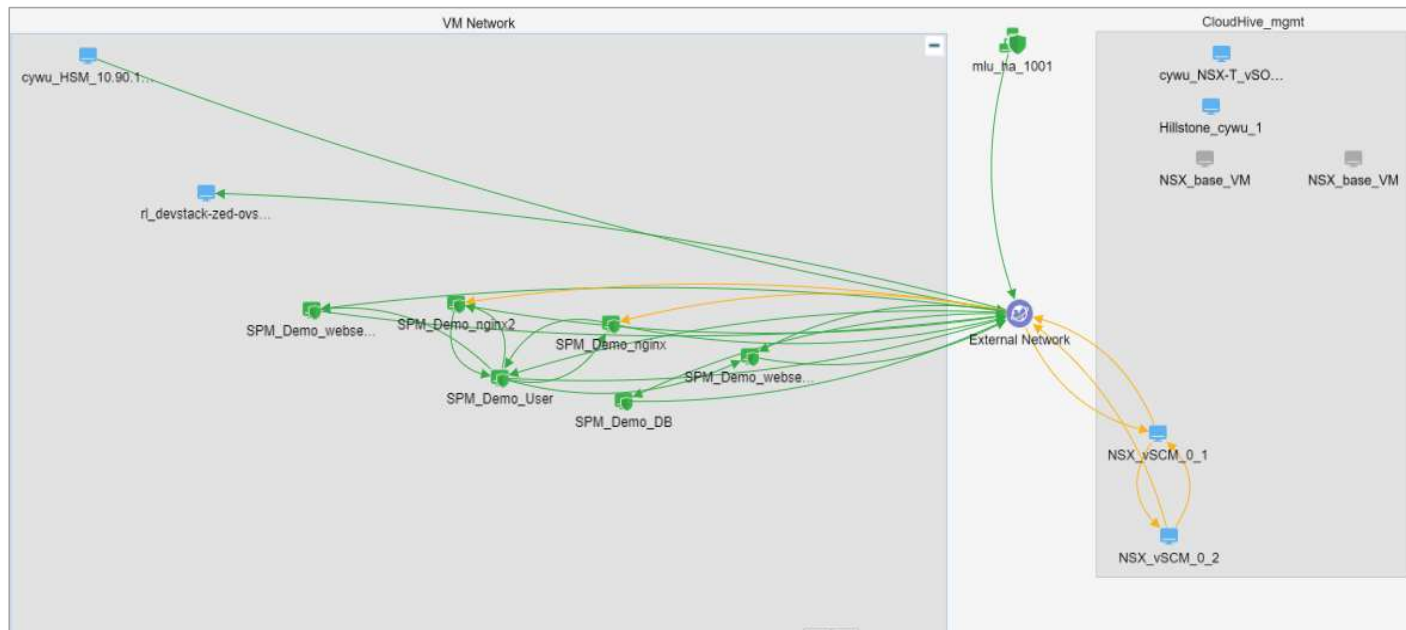 VM Network
CloudHive_mgmt
cywu_HSM_10.90.1...
mlu_ha_1001
cywu_NSX-T_vSO...
Hillstone_cywu_1
NSX_base_VM
NSX_base_VM
rl_devstack-zed-ovs...
SPM_Demo_webse...
SPM_Demo_nginx2
SPM_Demo_nginx
External Network
SPM_Demo_webse...
SPM_Demo_User
SPM_Demo_DB
NSX_vSCM_0_1
NSX_vSCM_0_2